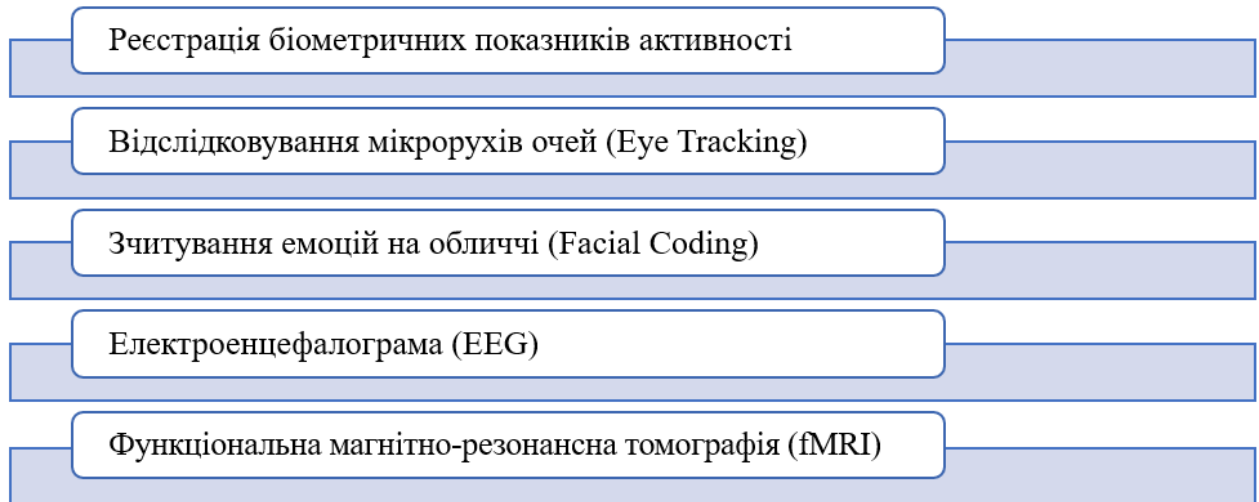 Реєстрація біометричних показників активності
Відслідковування мікрорухів очей (Eye Tracking)
Зчитування емоцій на обличчі (Facial Coding)
Електроенцефалограма (EEG)
Функціональна магнітно-резонансна томографія (fMRI)